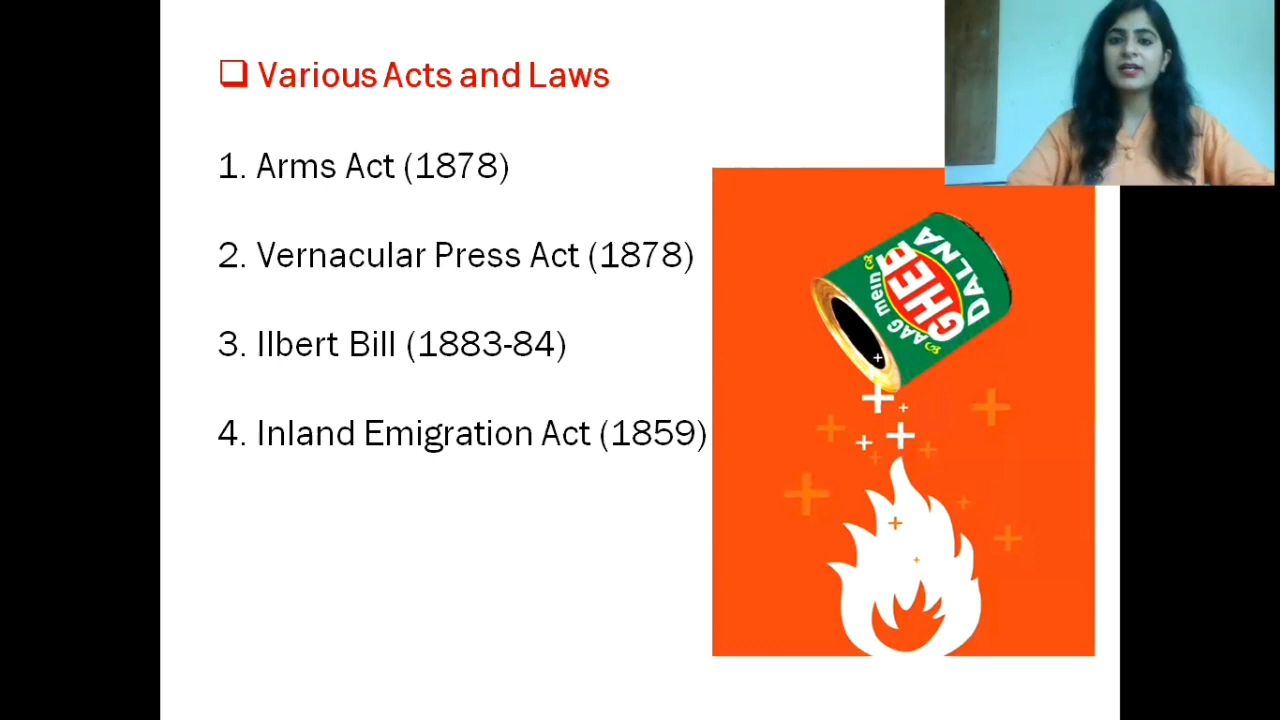 Various Acts and Laws
1. Arms Act (1878)
2. Vernacular Press Act (1878)
3. Ilbert Bill (1883-84)
4. Inland Emigration Act (1859)
AAG mein
GHEE
DALNA